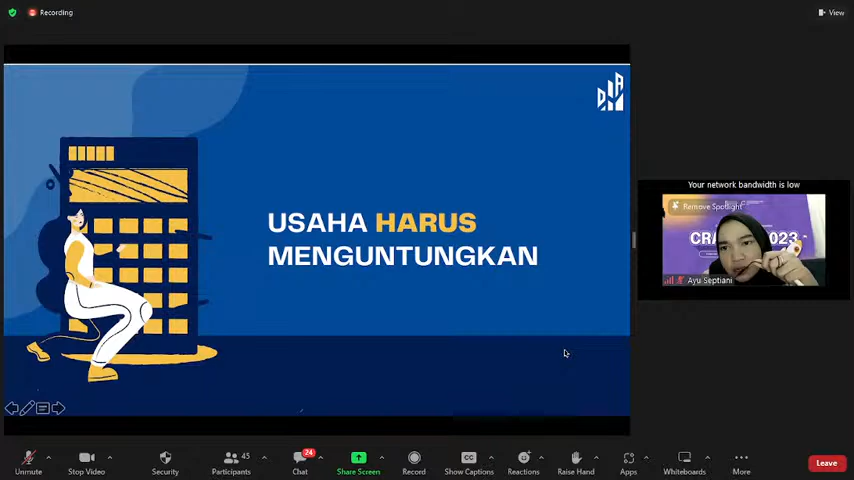 Recording
View
USAHA HARUS
MENGUNTUNGKAN
Your network bandwidth is low
Remove Spotlight
2023
Ayu Septiani
Unmute
Stop Video
Security
45
Participants
24
Chat
Share Screen
Record
CC
Show Captions
Reactions
Raise Hand
Apps
Whiteboards
More
Leave